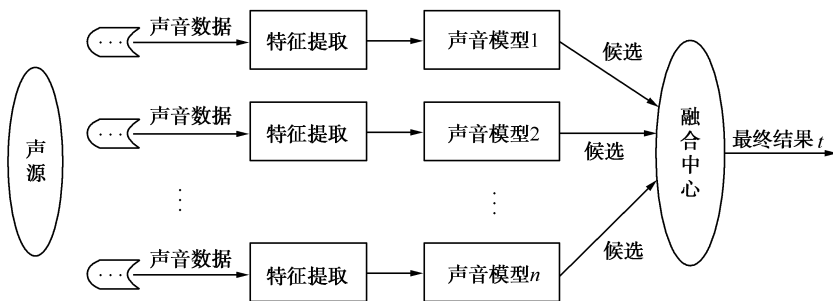 声源
··· 声音数据 特征提取 声音模型1 候选
··· 声音数据 特征提取 声音模型2 候选
··· 声音数据 特征提取 声音模型n 候选
融合中心
最终结果 t